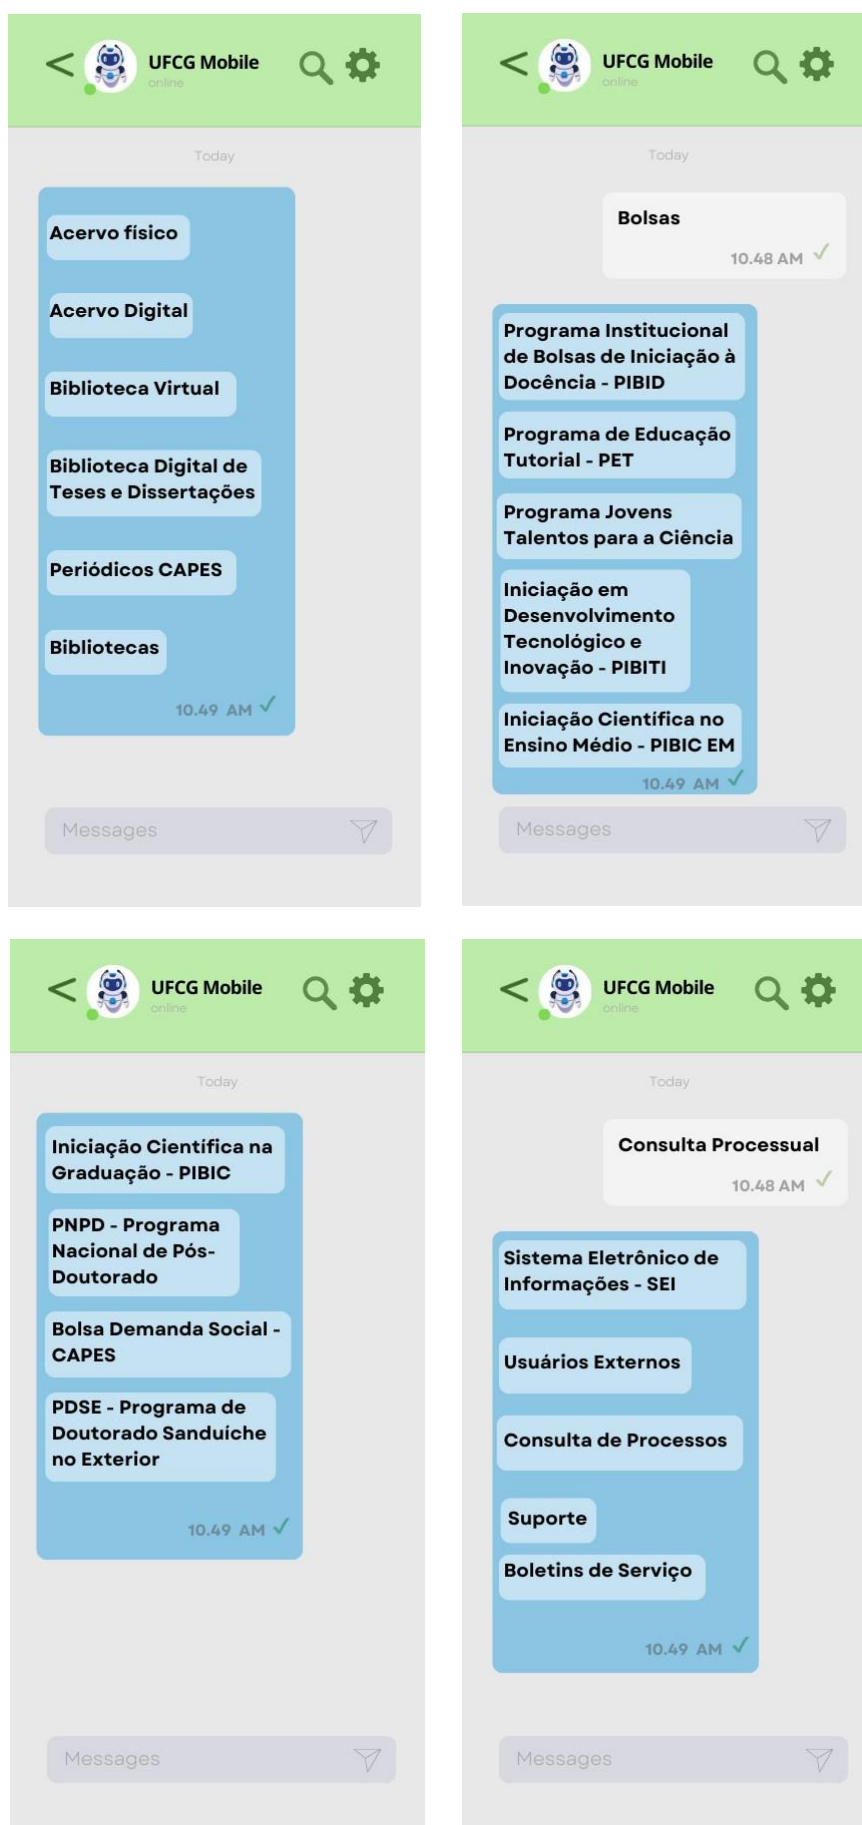 UFCG Mobile
online
Today
Acervo físico
Acervo Digital
Biblioteca Virtual
Biblioteca Digital de
Teses e Dissertações
Periódicos CAPES
Bibliotecas
10.49 AM
Messages
UFCG Mobile
online
Today
Bolsas
10.48 AM
Programa Institucional
de Bolsas de Iniciação à
Docência - PIBID
Programa de Educação
Tutorial - PET
Programa Jovens
Talentos para a Ciência
Iniciação em
Desenvolvimento
Tecnológico e
Inovação - PIBITI
Iniciação Científica no
Ensino Médio - PIBIC EM
10.49 AM
Messages
UFCG Mobile
online
Today
Iniciação Científica na
Graduação - PIBIC
PNPD - Programa
Nacional de Pós-
Doutorado
Bolsa Demanda Social -
CAPES
PDSE - Programa de
Doutorado Sanduíche
no Exterior
10.49 AM
Messages
UFCG Mobile
online
Today
Consulta Processual
10.48 AM
Sistema Eletrônico de
Informações - SEI
Usuários Externos
Consulta de Processos
Suporte
Boletins de Serviço
10.49 AM
Messages